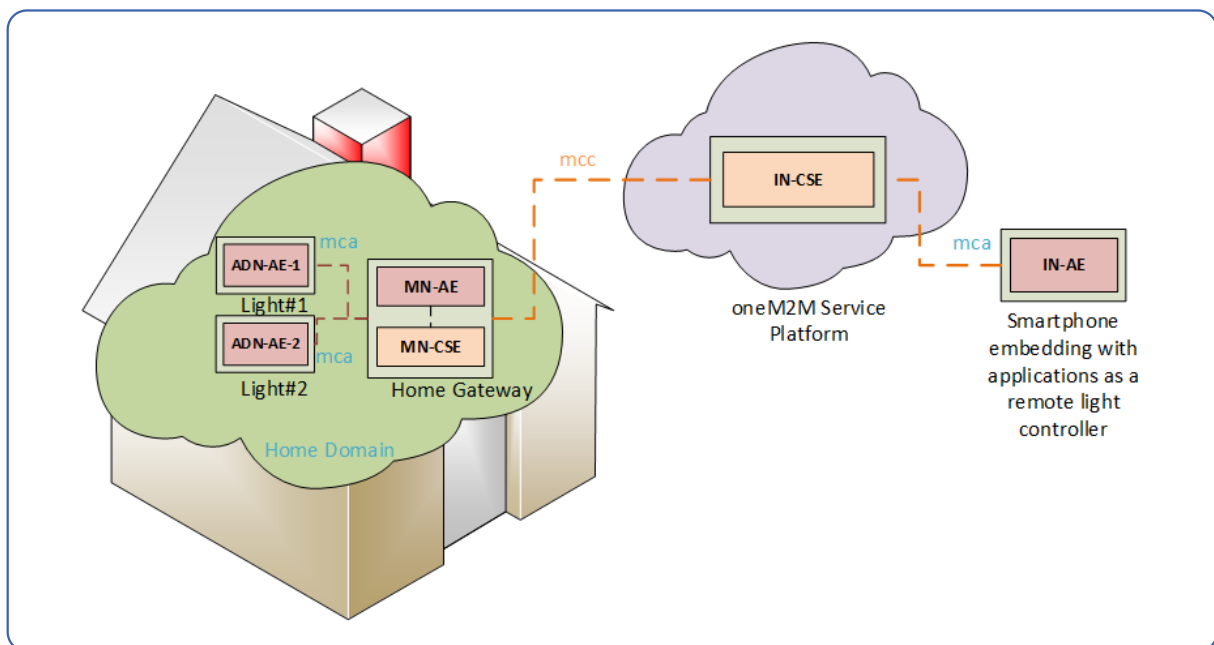 mcc
IN-CSE
mca
IN-AE
oneM2M Service
Platform
Smartphone
embedding with
applications as a
remote light
controller
mca
ADN-AE-1
Light#1
ADN-AE-2
mca
Light#2
MN-AE
MN-CSE
Home Gateway
Home Domain